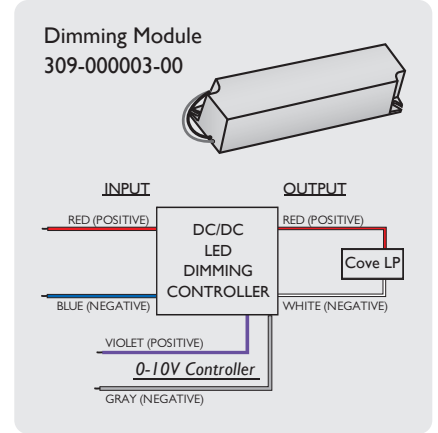 Dimming Module
309-000003-00
INPUT
OUTPUT
RED (POSITIVE)
RED (POSITIVE)
DC/DC
LED
DIMMING
CONTROLLER
Cove LP
BLUE (NEGATIVE)
WHITE (NEGATIVE)
VIOLET (POSITIVE)
0-10V Controller
GRAY (NEGATIVE)